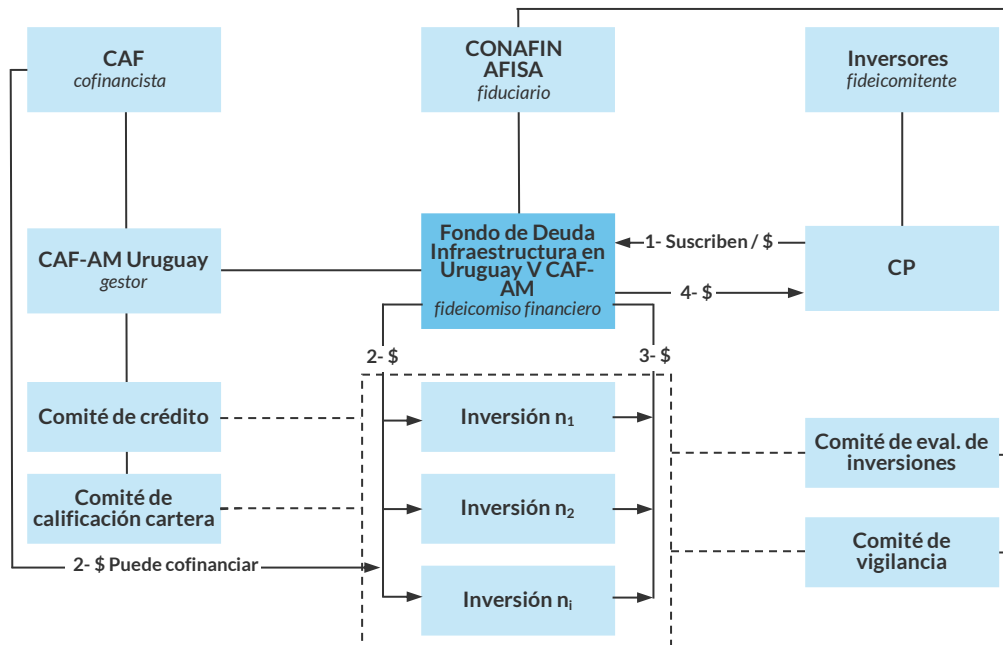 CAF
cofinancista
CONAFIN
AFISA
fiduciario
Inversores
fideicomitente
CAF-AM Uruguay
gestor
Fondo de Deuda
Infraestructura en
Uruguay V CAF-
AM
fideicomiso financiero
1- Suscriben / $
4- $
CP
2- $
3- $
Comité de crédito
Inversión n1
Comité de eval. de
inversiones
Comité de
calificación cartera
Inversión n2
Comité de
vigilancia
2- $ Puede cofinanciar
Inversión ni